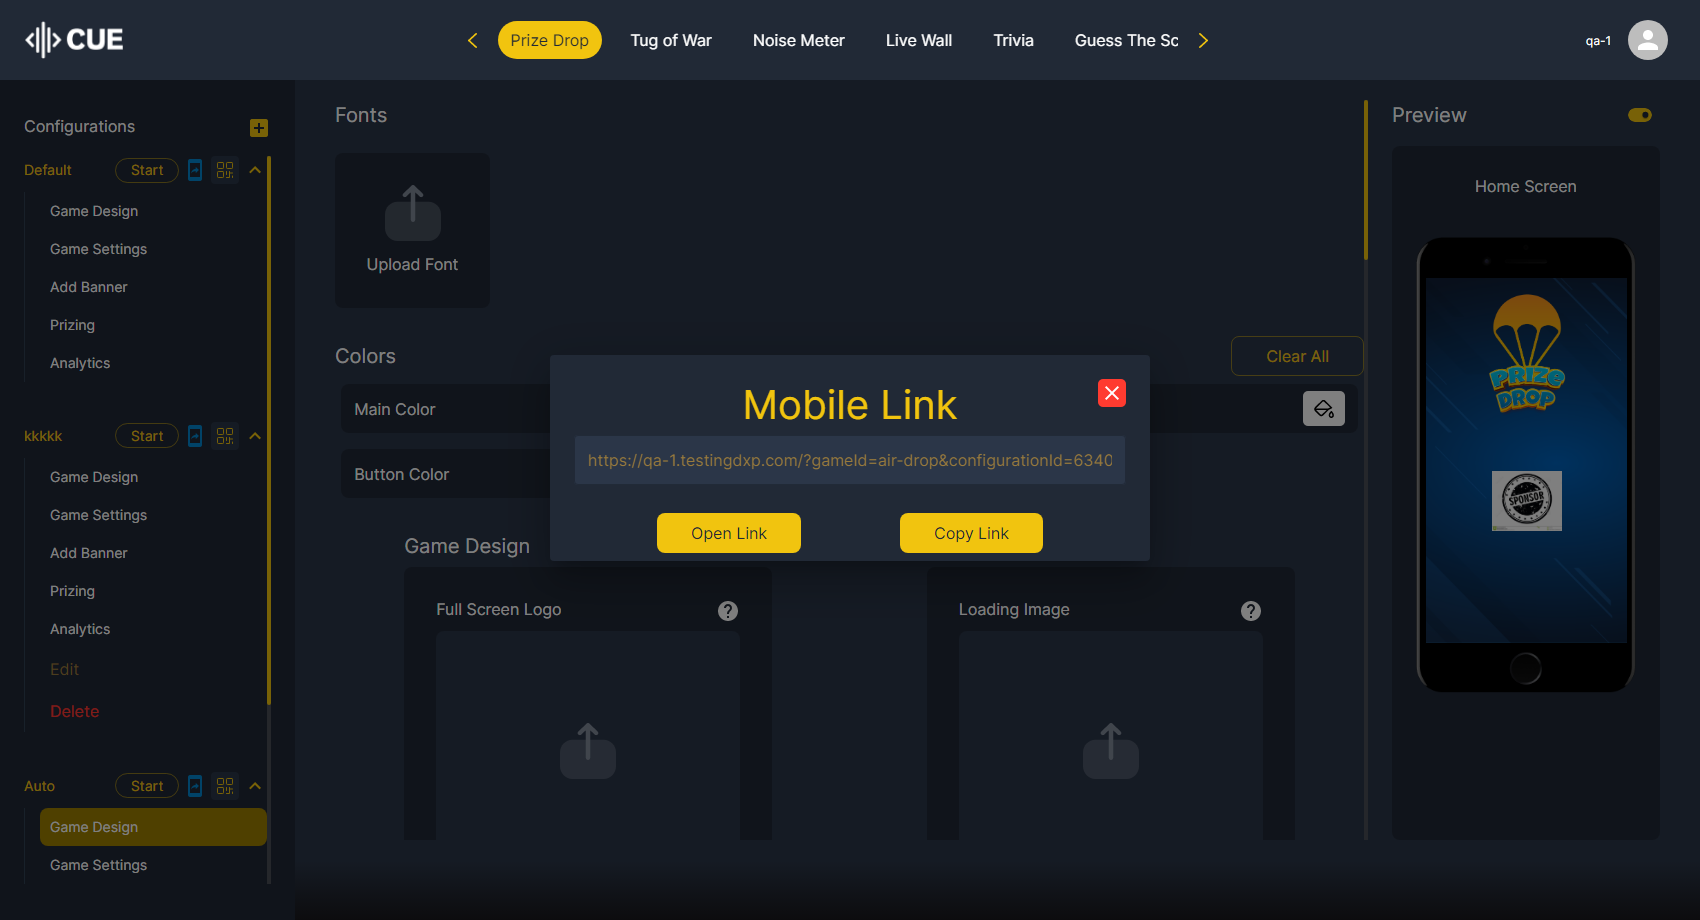 CUE
Prize Drop
Tug of War
Noise Meter
Live Wall
Trivia
Guess The Sc
qa-1
Configurations
Default
Start
Game Design
Game Settings
Add Banner
Prizing
Analytics
kkkkk
Start
Game Design
Game Settings
Add Banner
Prizing
Analytics
Edit
Delete
Auto
Start
Game Design
Game Settings
Fonts
Upload Font
Colors
Clear All
Main Color
Button Color
Mobile Link
https://qa-1.testingdxp.com/?gameId=air-drop&configurationId=6340
Open Link
Copy Link
Game Design
Full Screen Logo
?
Loading Image
?
Preview
Home Screen
PRIZE
DROP
SPONSOR